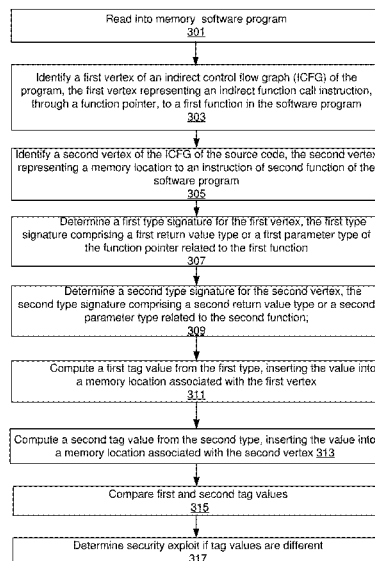 Read into memory software program
301
Identify a first vertex of an indirect control flow graph (iCFG) of the
program, the first vertex representing an indirect function call instruction,
through a function pointer, to a first function in the software program
303
Identify a second vertex of the iCFG of the source code, the second vertex
representing a memory location to an instruction of second function of the
software program
305
Determine a first type signature for the first vertex, the first type
signature comprising a first return value type or a first parameter type of
the function pointer related to the first function
307
Determine a second type signature for the second vertex, the
second type signature comprising a second return value type or a second
parameter type related to the second function;
309
Compute a first tag value from the first type, inserting the value into
a memory location associated with the first vertex
311
Compute a second tag value from the second type, inserting the value into
a memory location associated with the second vertex 313
Compare first and second tag values
315
Determine security exploit if tag values are different
317